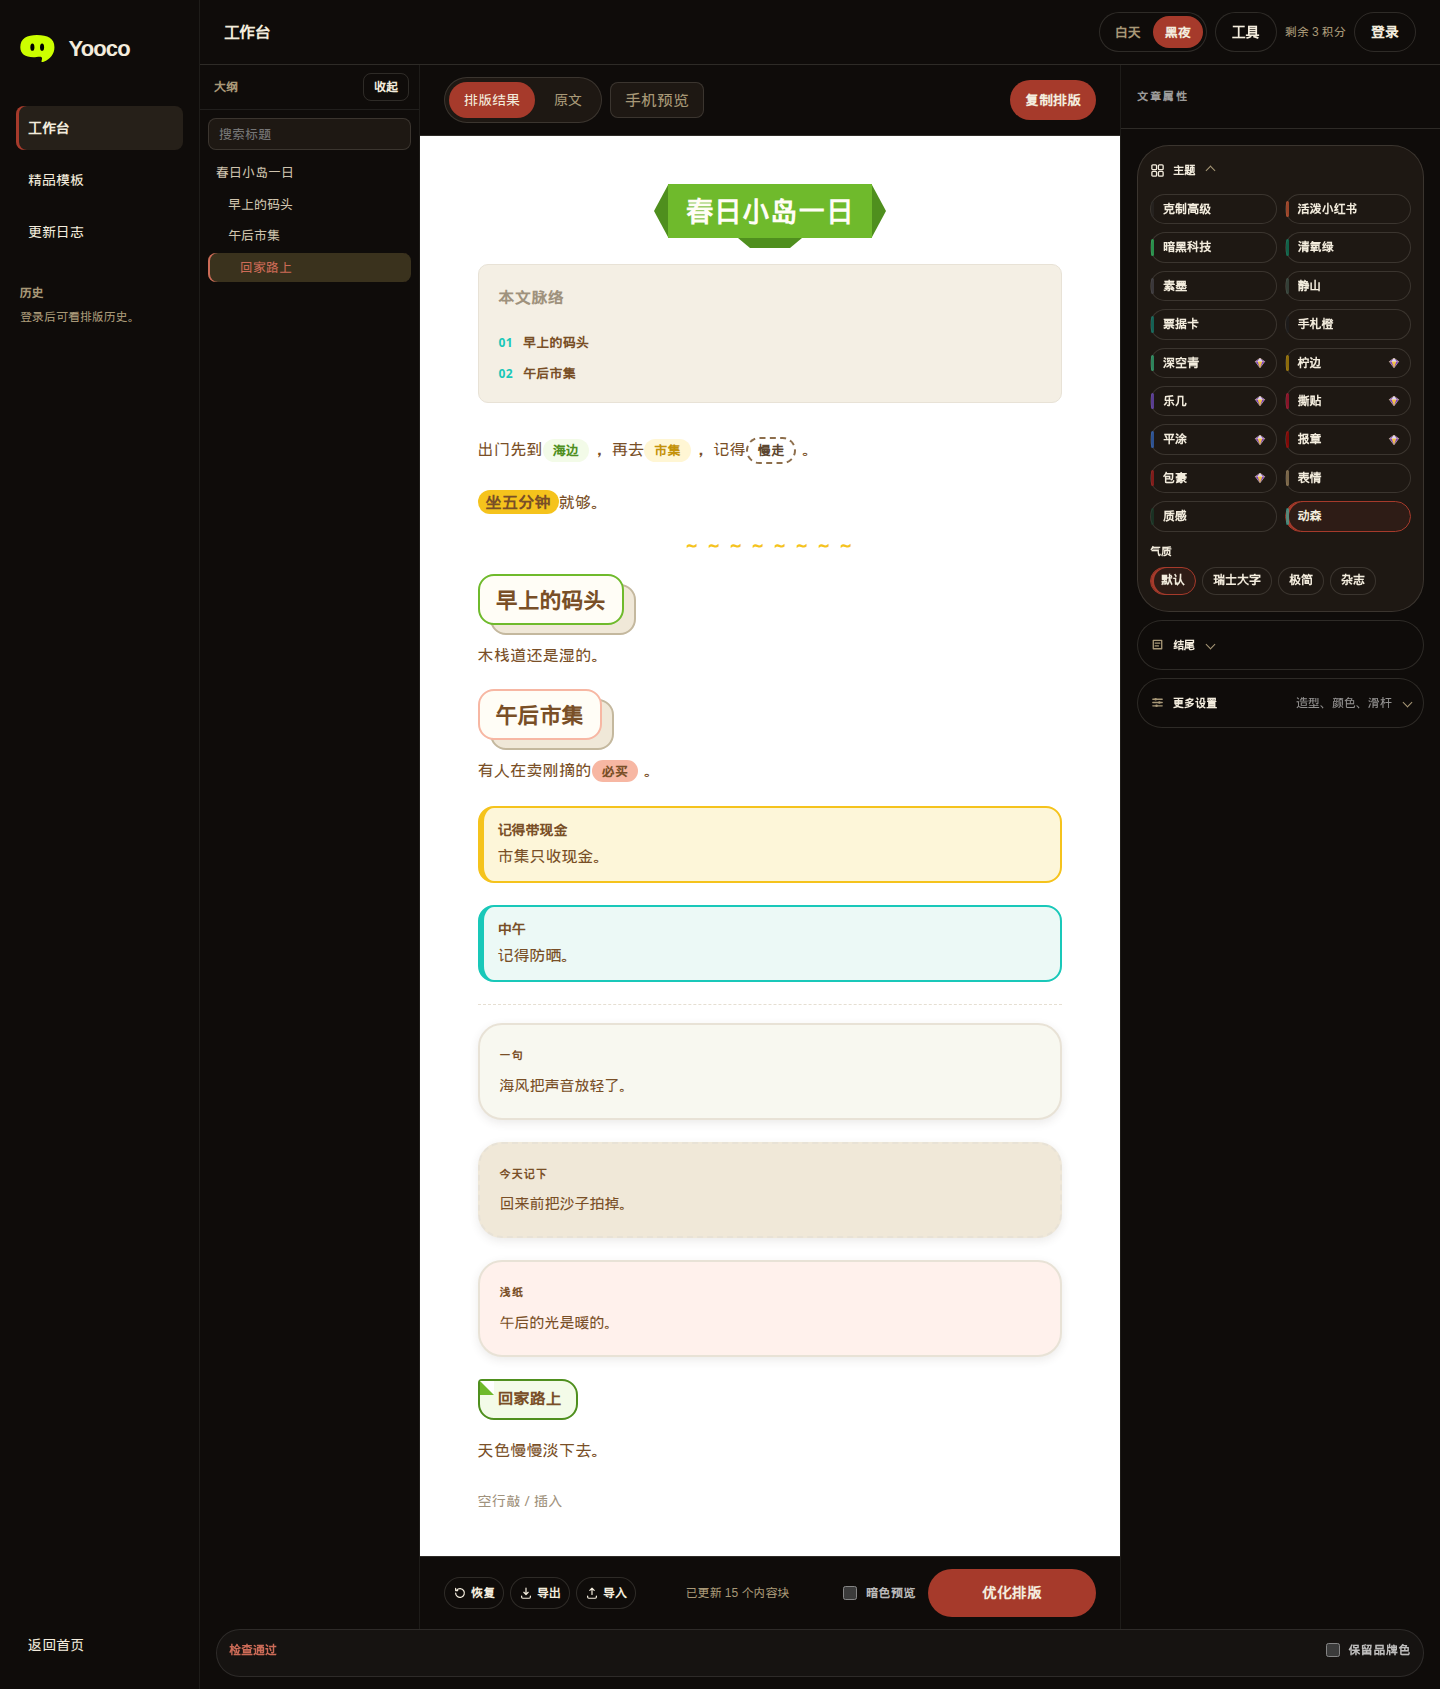 Yooco
工作台
精品模板
更新日志
历史
登录后可看排版历史。
返回首页
工作台
白天 黑夜 工具 剩余 3 积分 登录
大纲 收起
搜索标题
春日小岛一日
早上的码头
午后市集
回家路上
排版结果 原文 手机预览 复制排版
春日小岛一日
本文脉络
01 早上的码头
02 午后市集
出门先到 海边 ，再去 市集 ，记得 慢走 。
坐五分钟 就够。
~ ~ ~ ~ ~ ~ ~ ~
早上的码头
木栈道还是湿的。
午后市集
有人在卖刚摘的 必买 。
记得带现金
市集只收现金。
中午
记得防晒。
一句
海风把声音放轻了。
今天记下
回来前把沙子拍掉。
浅纸
午后的光是暖的。
回家路上
天色慢慢淡下去。
空行敲 / 插入
恢复 导出 导入 已更新 15 个内容块 暗色预览 优化排版
检查通过 保留品牌色
文章属性
主题
克制高级 活泼小红书
暗黑科技 清氧绿
素墨 静山
票据卡 手札橙
深空青 柠边
乐几 撕贴
平涂 报章
包豪 表情
质感 动森
气质
默认 瑞士大字 极简 杂志
结尾
更多设置 造型、颜色、滑杆